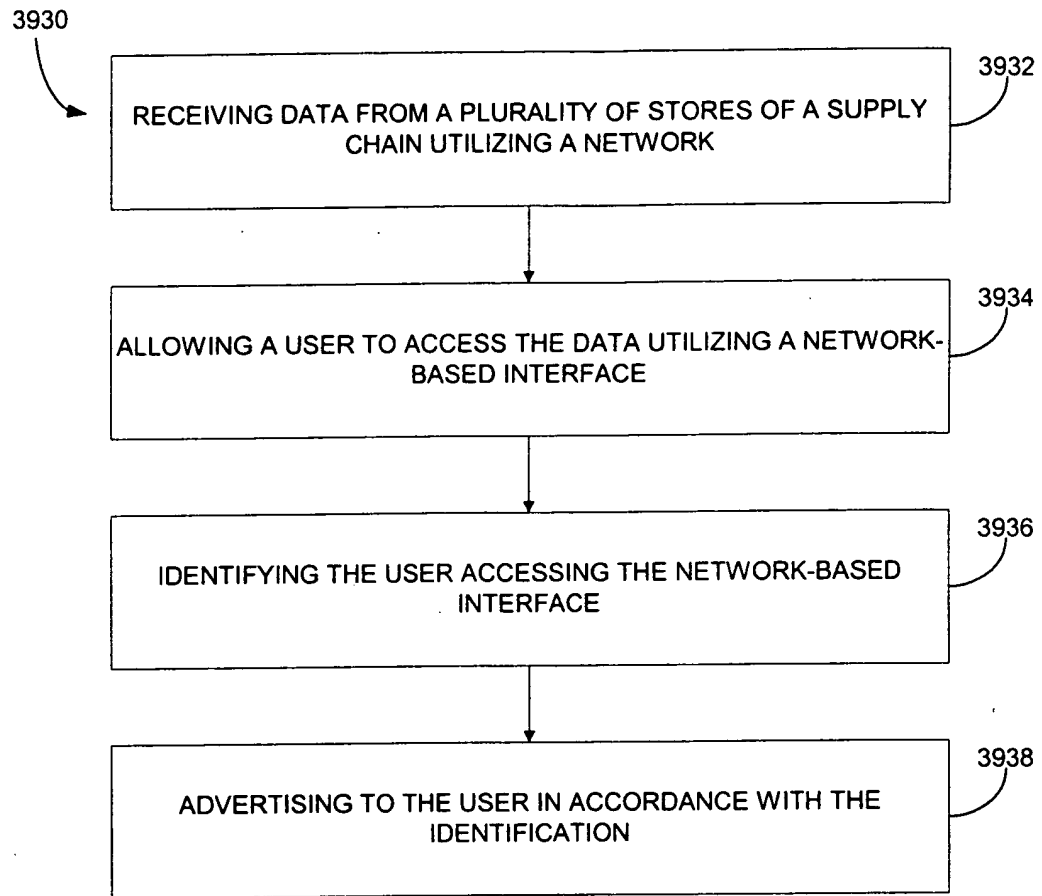 3930
3932
RECEIVING DATA FROM A PLURALITY OF STORES OF A SUPPLY
CHAIN UTILIZING A NETWORK
3934
ALLOWING A USER TO ACCESS THE DATA UTILIZING A NETWORK-
BASED INTERFACE
3936
IDENTIFYING THE USER ACCESSING THE NETWORK-BASED
INTERFACE
3938
ADVERTISING TO THE USER IN ACCORDANCE WITH THE
IDENTIFICATION